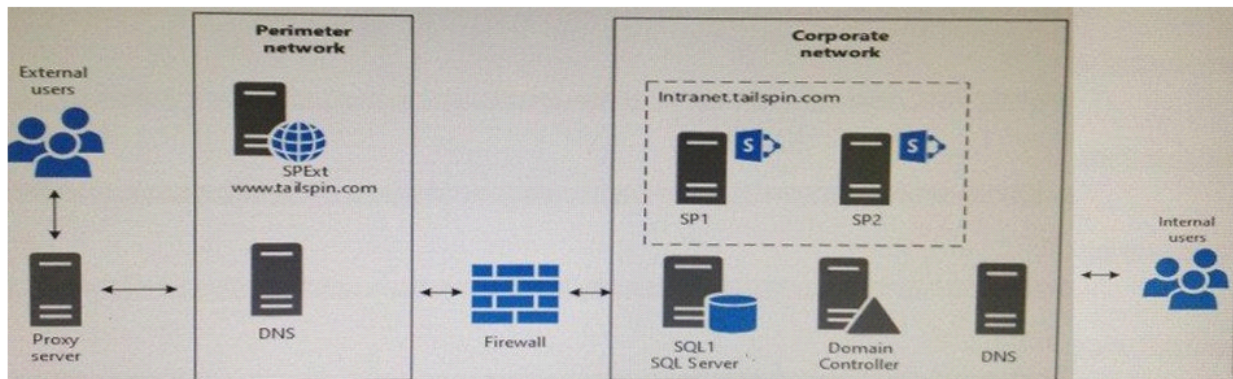 External
users
Proxy
server
Perimeter
network
SPExt
www.tailspin.com
DNS
Firewall
Corporate
network
Intranet.tailspin.com
S
SP1
S
SP2
SQL1
SQL Server
Domain
Controller
DNS
Internal
users